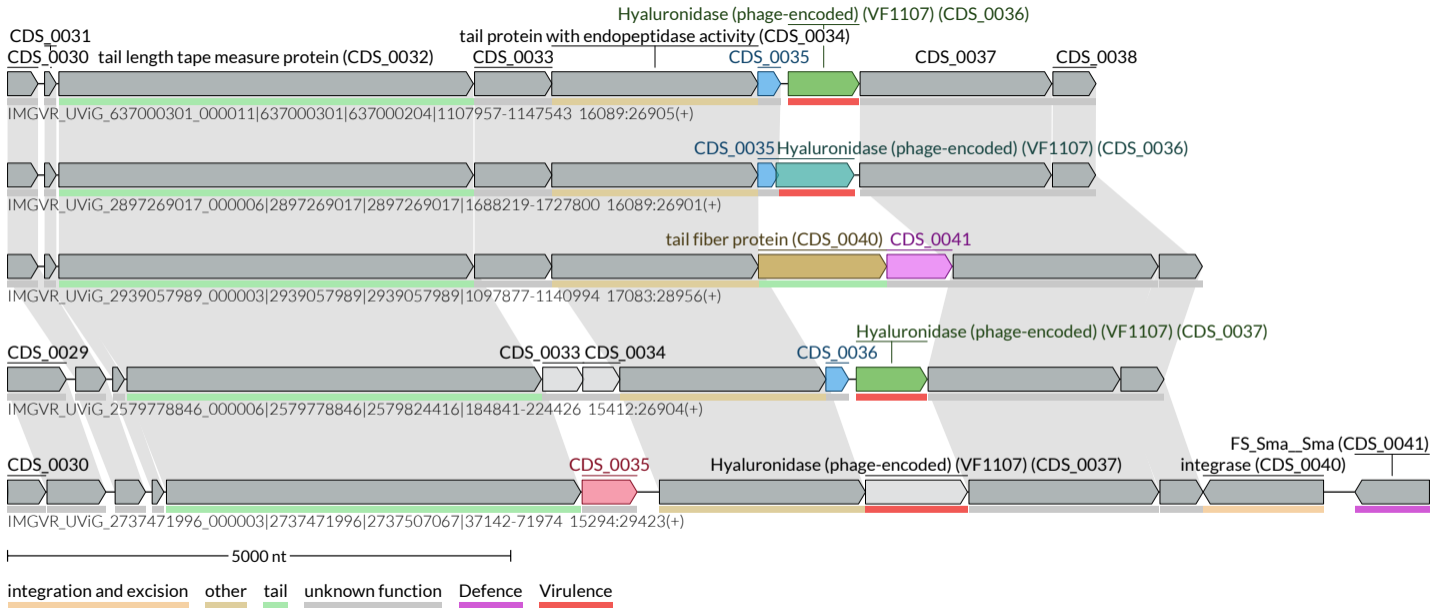 Hyaluronidase (phage-encoded) (VF1107) (CDS_0036)
CDS_0031 tail protein with endopeptidase activity (CDS_0034)
CDS_0030 tail length tape measure protein (CDS_0032) CDS_0033 CDS_0035 CDS_0037 CDS_0038
IMGVR_UViG_637000301_000011|637000301|637000204|1107957-1147543 16089:26905(+)
CDS_0035 Hyaluronidase (phage-encoded) (VF1107) (CDS_0036)
IMGVR_UViG_2897269017_000006|2897269017|2897269017|1688219-1727800 16089:26901(+)
tail fiber protein (CDS_0040) CDS_0041
IMGVR_UViG_2939057989_000003|2939057989|2939057989|1097877-1140994 17083:28956(+)
Hyaluronidase (phage-encoded) (VF1107) (CDS_0037)
CDS_0029 CDS_0033 CDS_0034 CDS_0036
IMGVR_UViG_2579778846_000006|2579778846|2579824416|184841-224426 15412:26904(+)
FS_Sma__Sma (CDS_0041)
CDS_0030 CDS_0035 Hyaluronidase (phage-encoded) (VF1107) (CDS_0037) integrase (CDS_0040)
IMGVR_UViG_2737471996_000003|2737471996|2737507067|37142-71974 15294:29423(+)
5000 nt
integration and excision other tail unknown function Defence Virulence